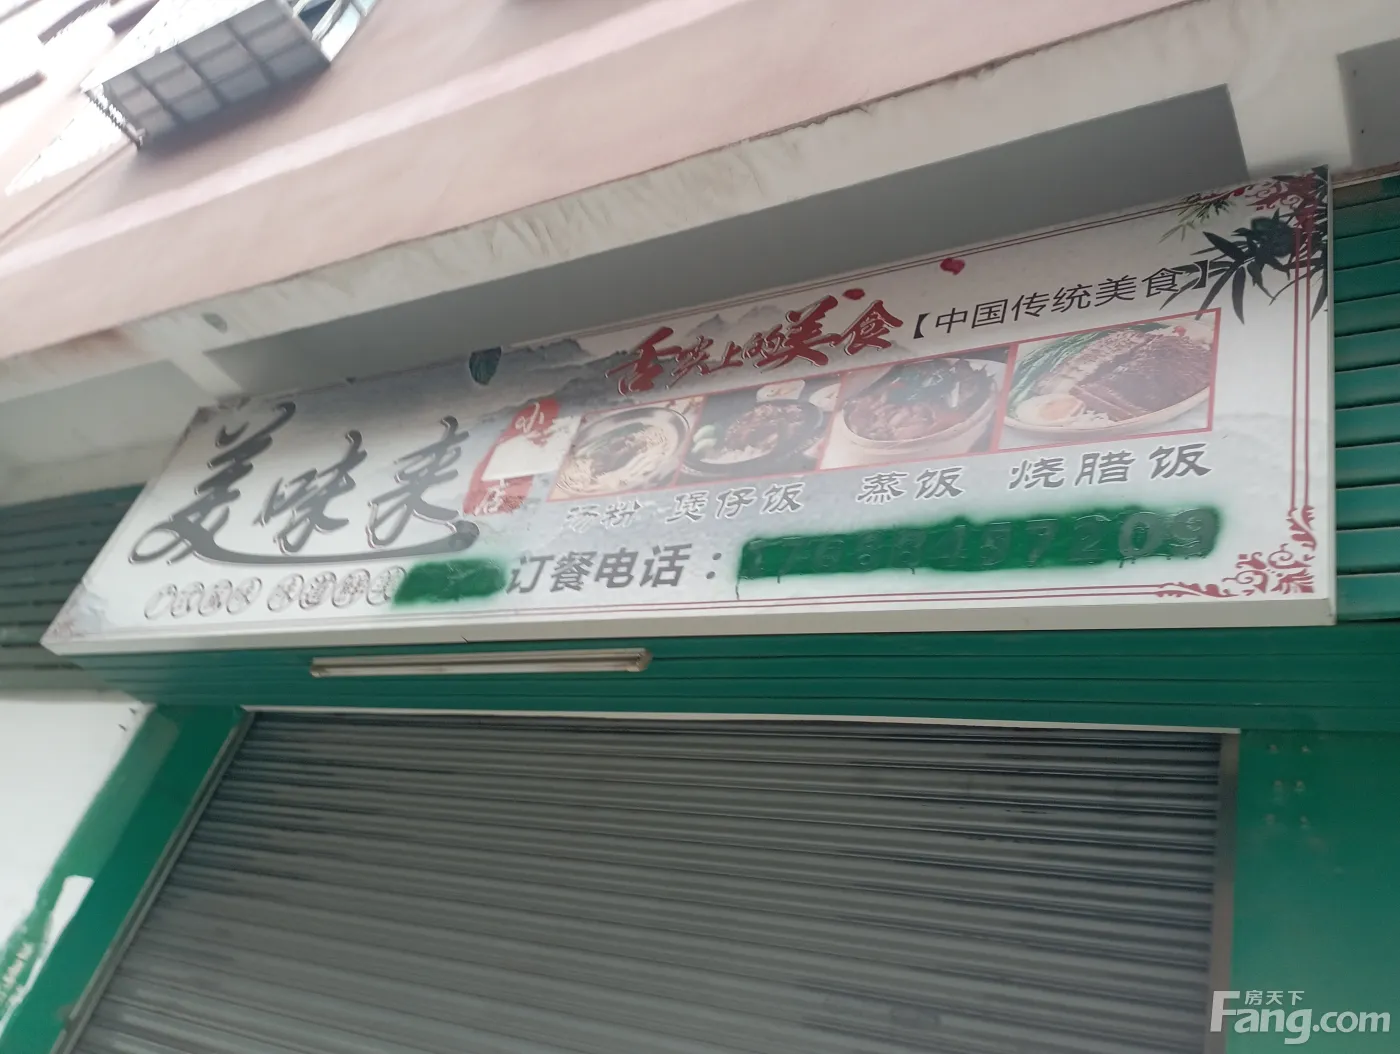 舌尖上的美食【中国传统美食】
美味来
小
店
汤粉 煲仔饭 蒸饭 烧腊饭
订餐电话：
房天下
Fang.com